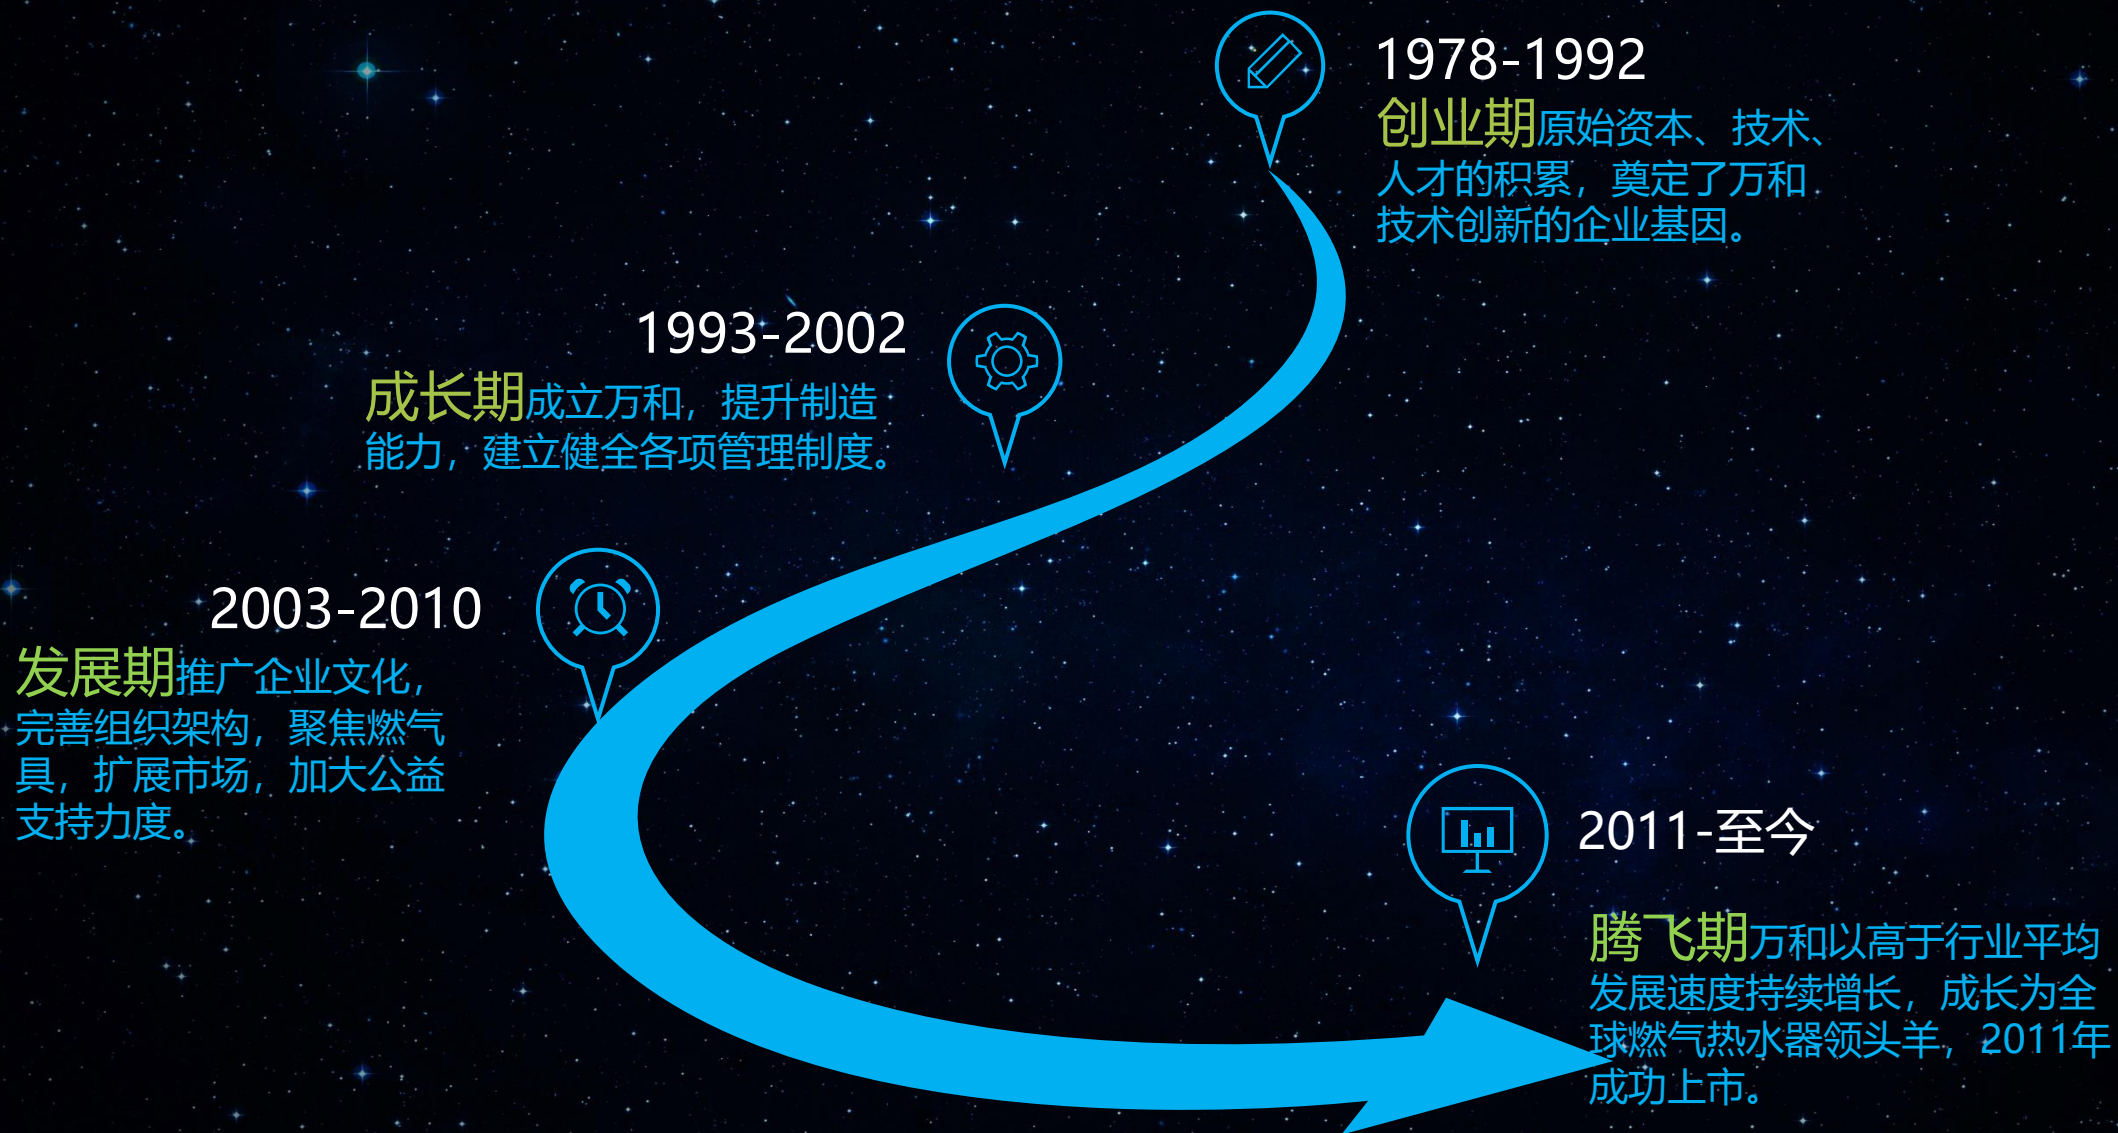 1978-1992
创业期原始资本、技术、
人才的积累，奠定了万和
技术创新的企业基因。
1993-2002
成长期成立万和，提升制造
能力，建立健全各项管理制度。
2003-2010
发展期推广企业文化，
完善组织架构，聚焦燃气
具，扩展市场，加大公益
支持力度。
2011-至今
腾飞期万和以高于行业平均
发展速度持续增长，成长为全
球燃气热水器领头羊，2011年
成功上市。